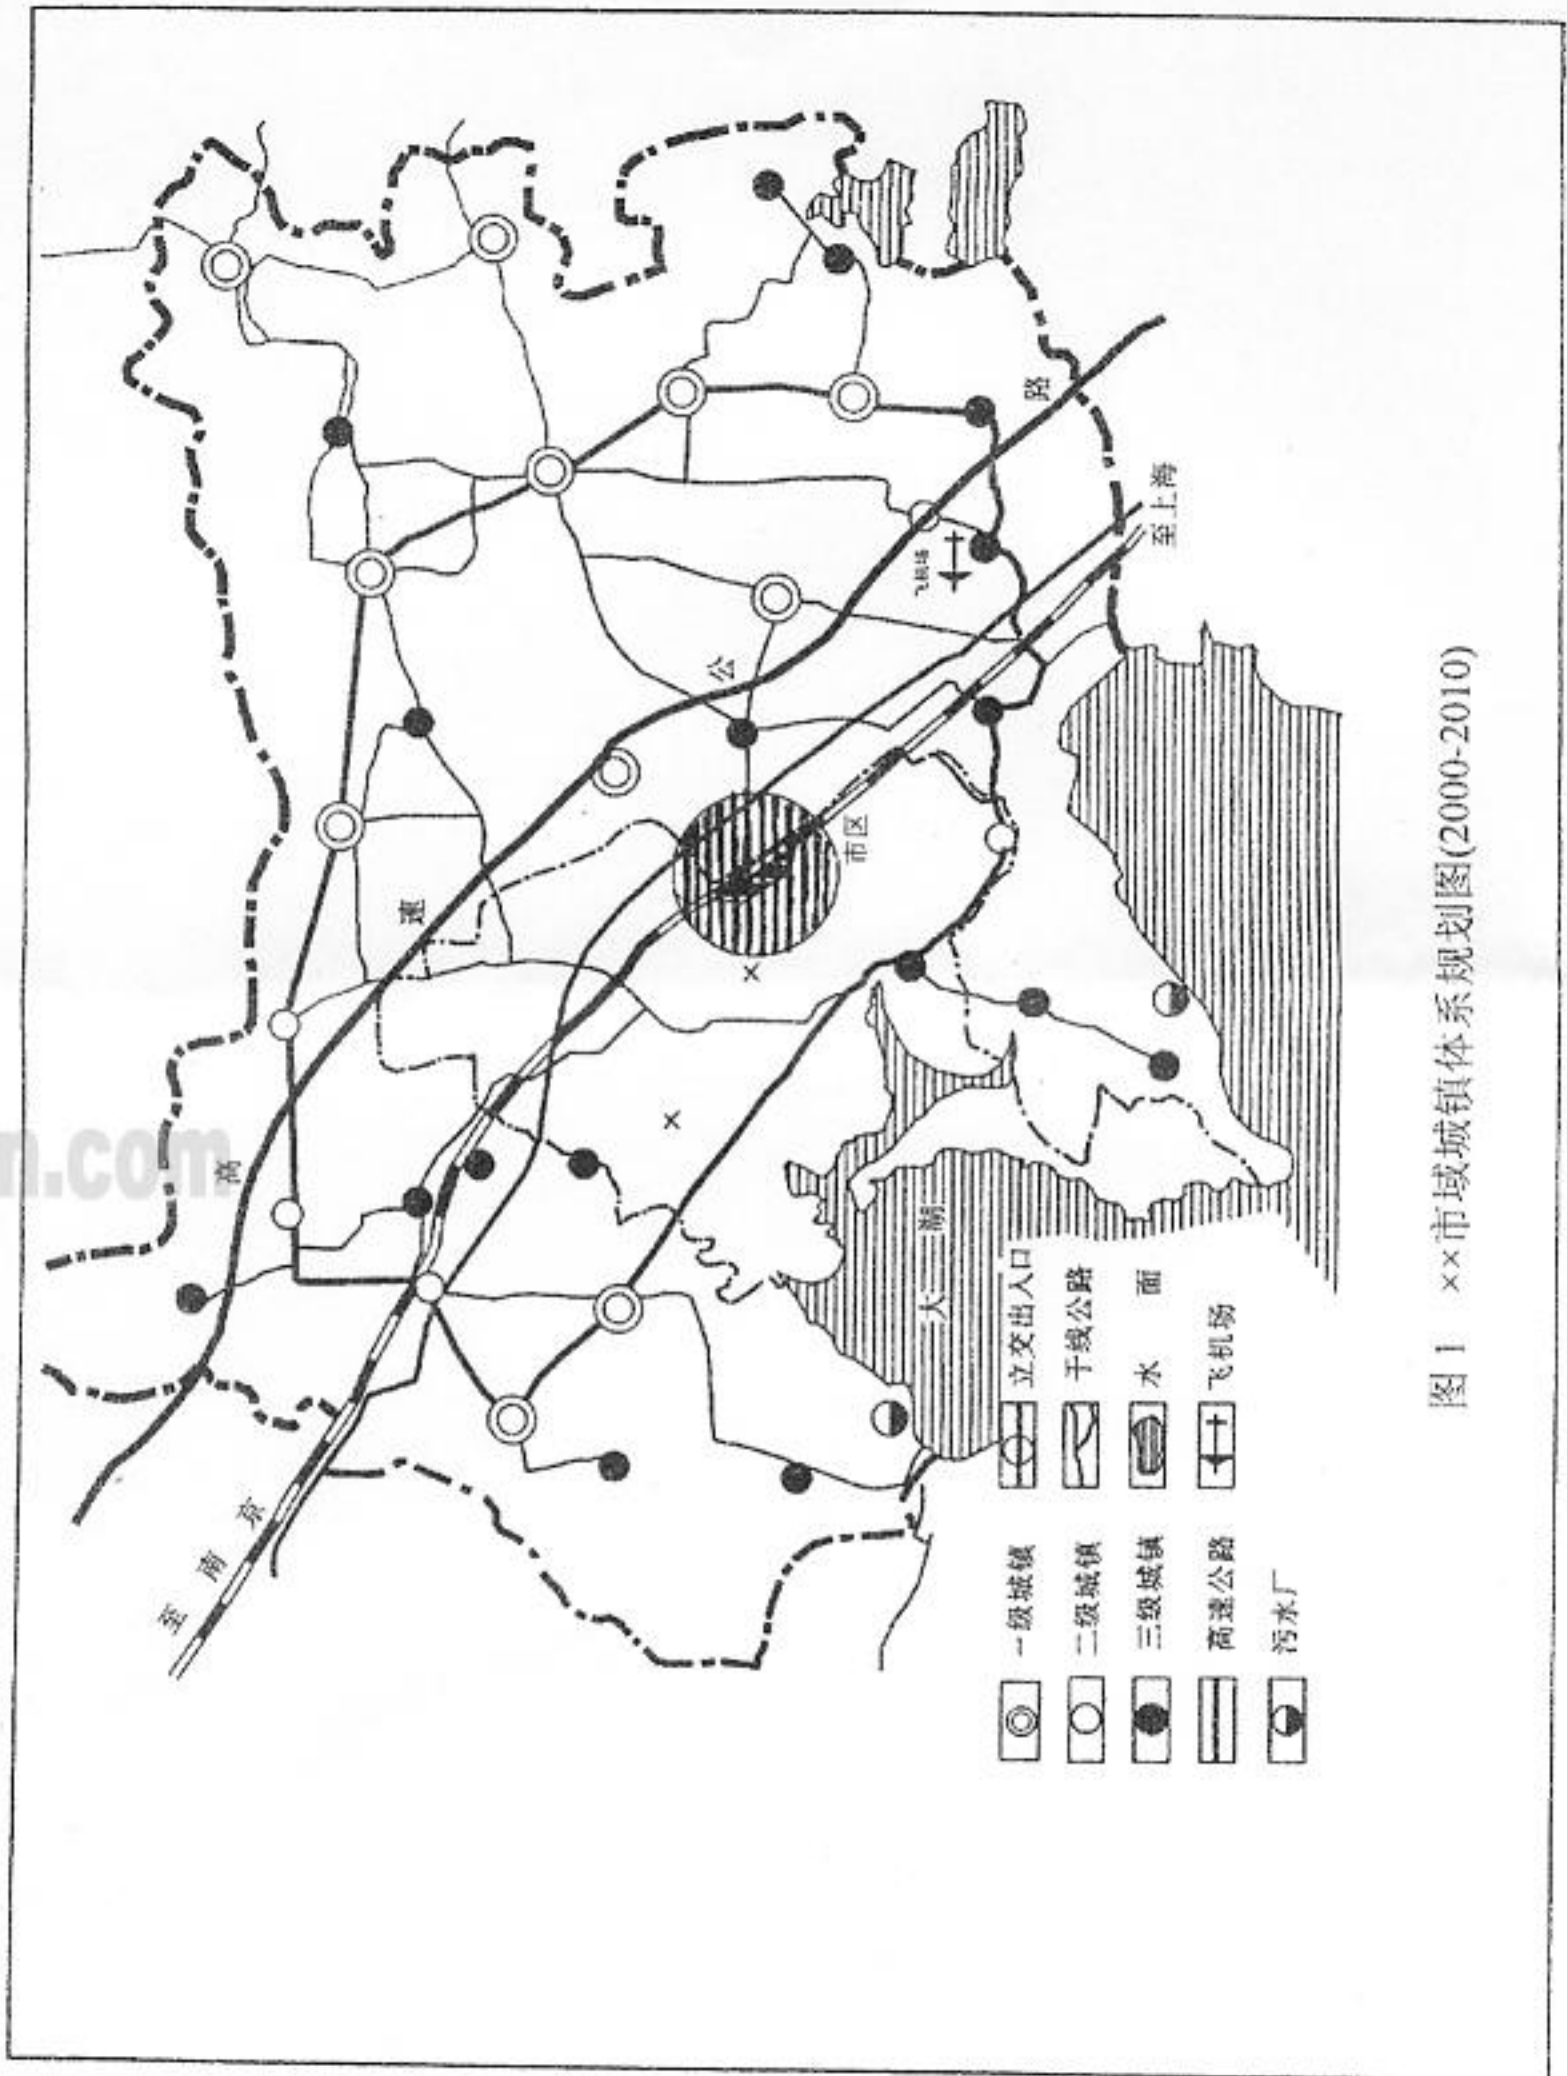 至南京
高速公路
飞机场
至上海
市区
大湖
一级城镇
二级城镇
三级城镇
高速公路
污水厂
立交出入口
干线公路
水面
飞机场
图1 ××市域城镇体系规划图(2000-2010)
n.com